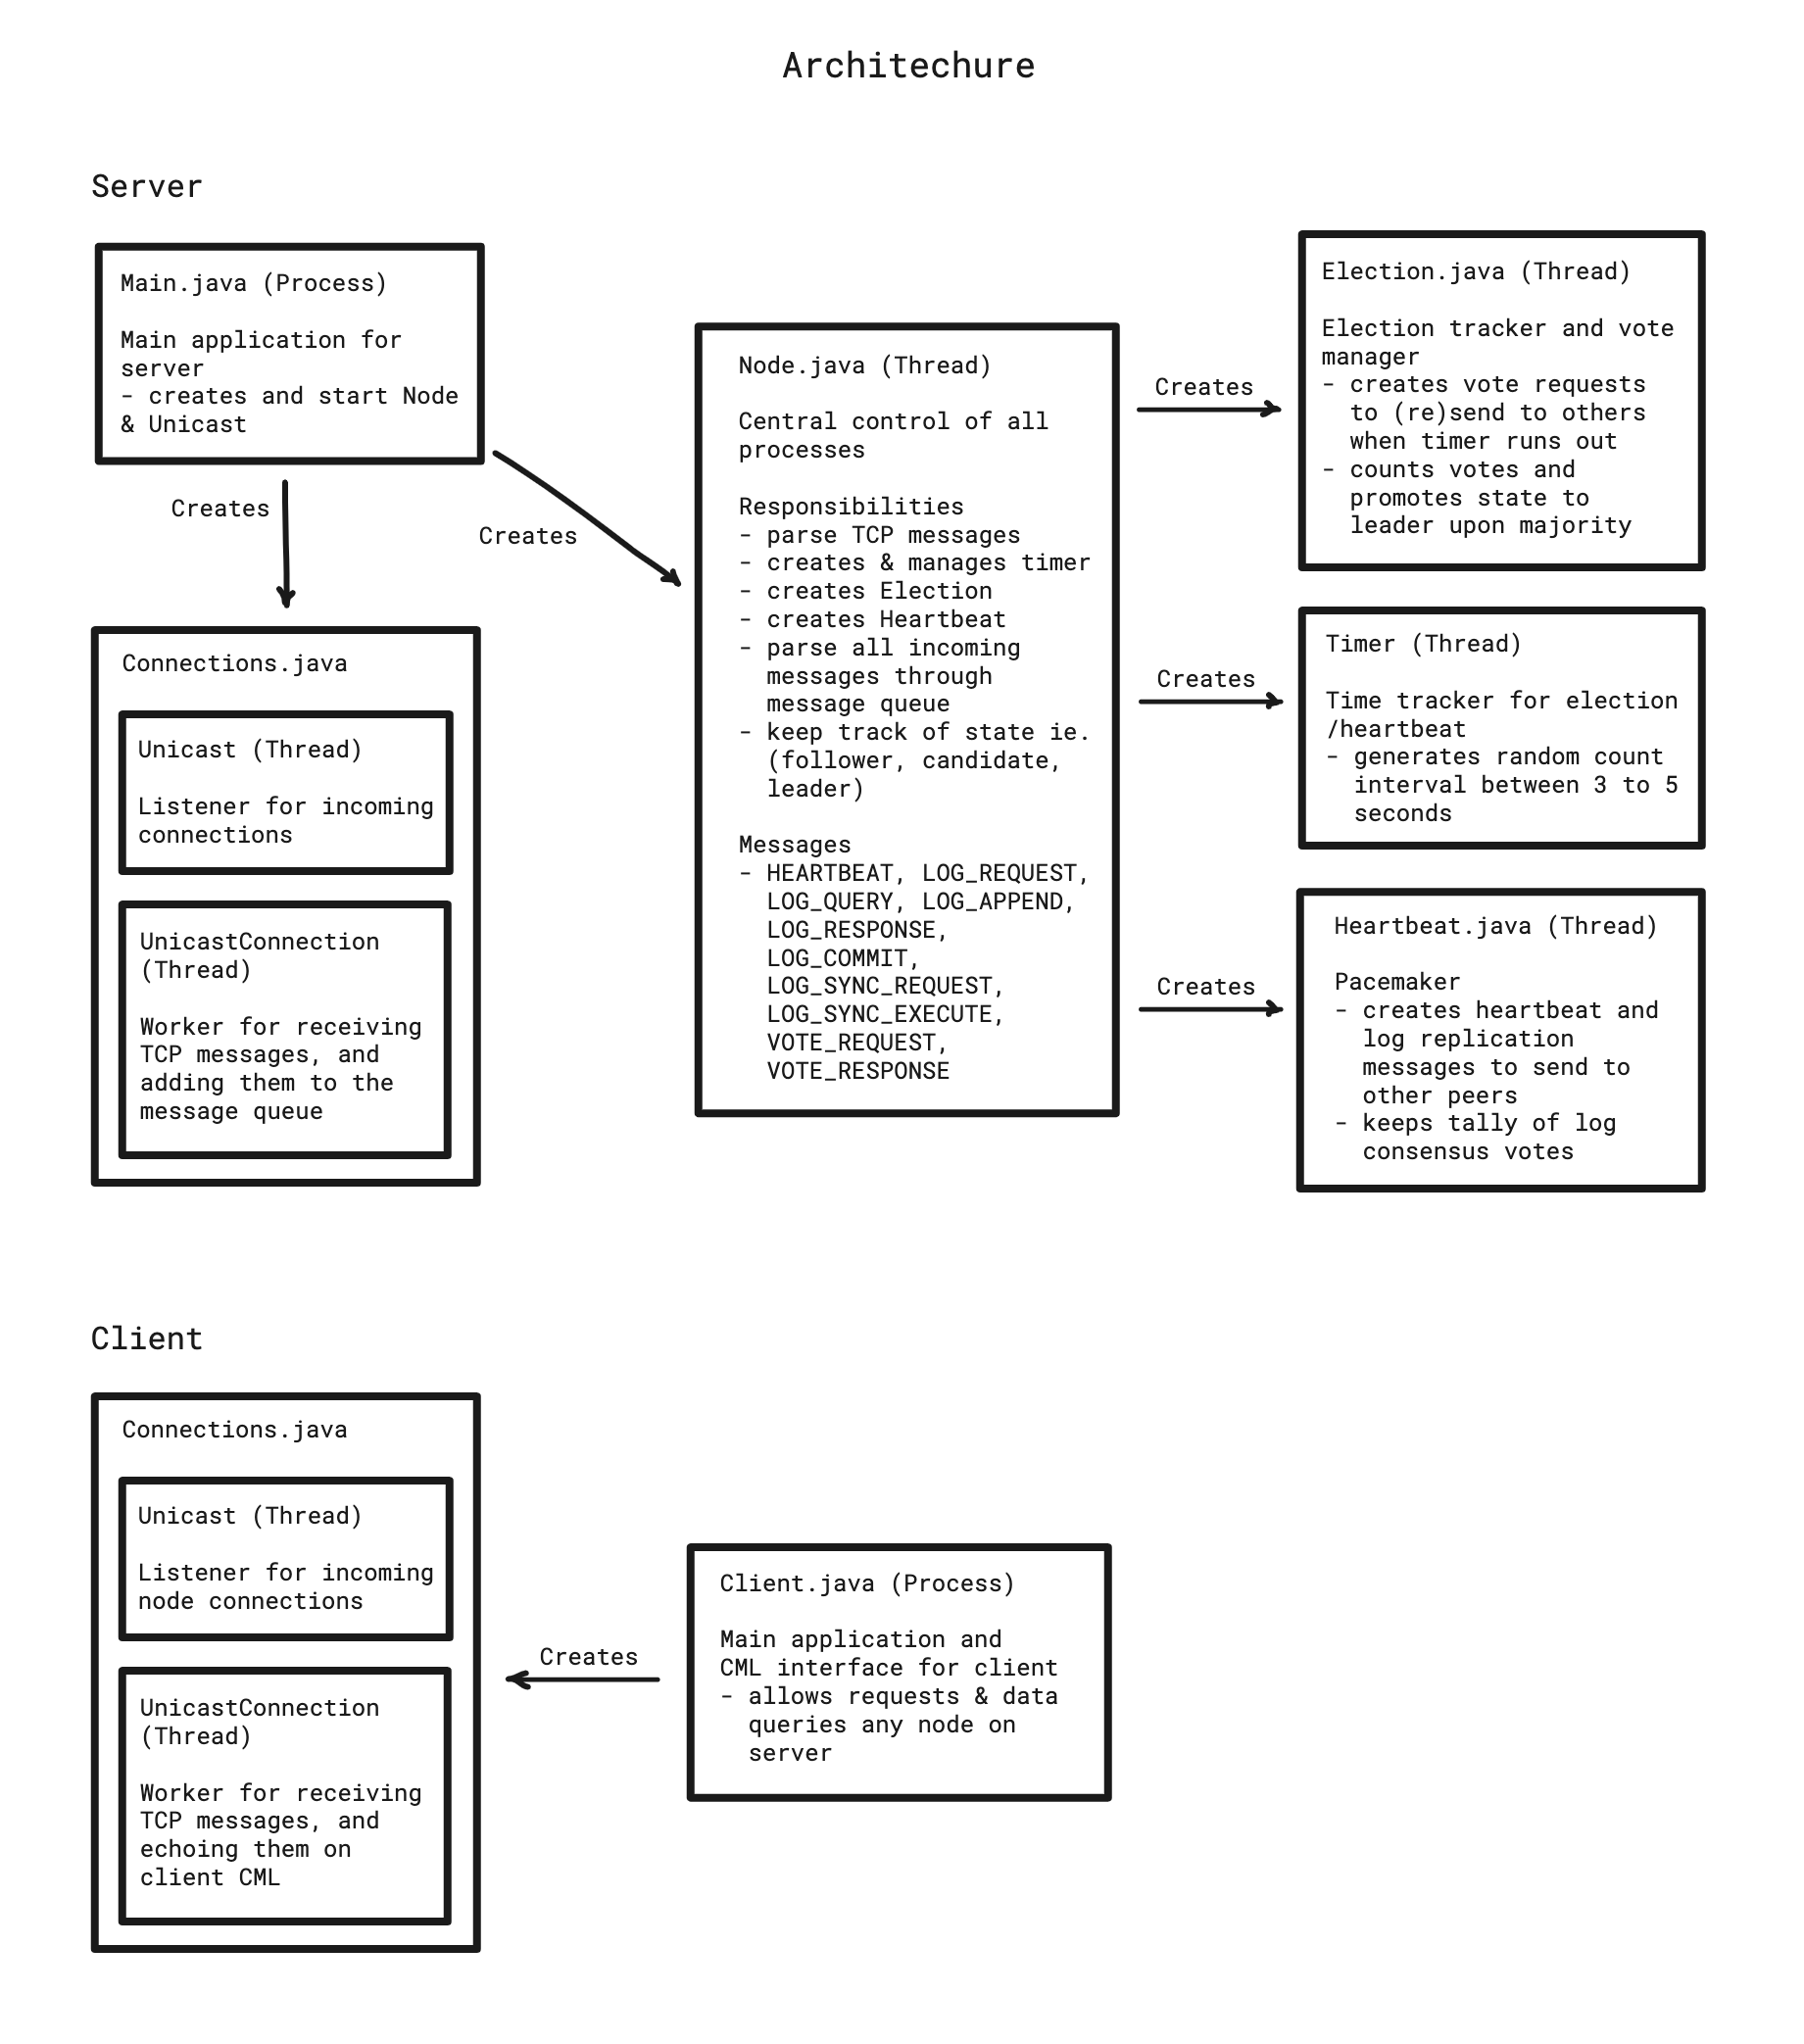 Architechure
Server
Main.java (Process)
Main application for
server
- creates and start Node
& Unicast
Creates
Creates
Connections.java
Unicast (Thread)
Listener for incoming
connections
UnicastConnection
(Thread)
Worker for receiving
TCP messages, and
adding them to the
message queue
Node.java (Thread)
Central control of all
processes
Responsibilities
- parse TCP messages
- creates & manages timer
- creates Election
- creates Heartbeat
- parse all incoming
messages through
message queue
- keep track of state ie.
(follower, candidate,
leader)
Messages
- HEARTBEAT, LOG_REQUEST,
LOG_QUERY, LOG_APPEND,
LOG_RESPONSE,
LOG_COMMIT,
LOG_SYNC_REQUEST,
LOG_SYNC_EXECUTE,
VOTE_REQUEST,
VOTE_RESPONSE
Creates
Election.java (Thread)
Election tracker and vote
manager
- creates vote requests
to (re)send to others
when timer runs out
- counts votes and
promotes state to
leader upon majority
Creates
Timer (Thread)
Time tracker for election
/heartbeat
- generates random count
interval between 3 to 5
seconds
Creates
Heartbeat.java (Thread)
Pacemaker
- creates heartbeat and
log replication
messages to send to
other peers
- keeps tally of log
consensus votes
Client
Connections.java
Unicast (Thread)
Listener for incoming
node connections
UnicastConnection
(Thread)
Worker for receiving
TCP messages, and
echoing them on
client CML
Creates
Client.java (Process)
Main application and
CML interface for client
- allows requests & data
queries any node on
server